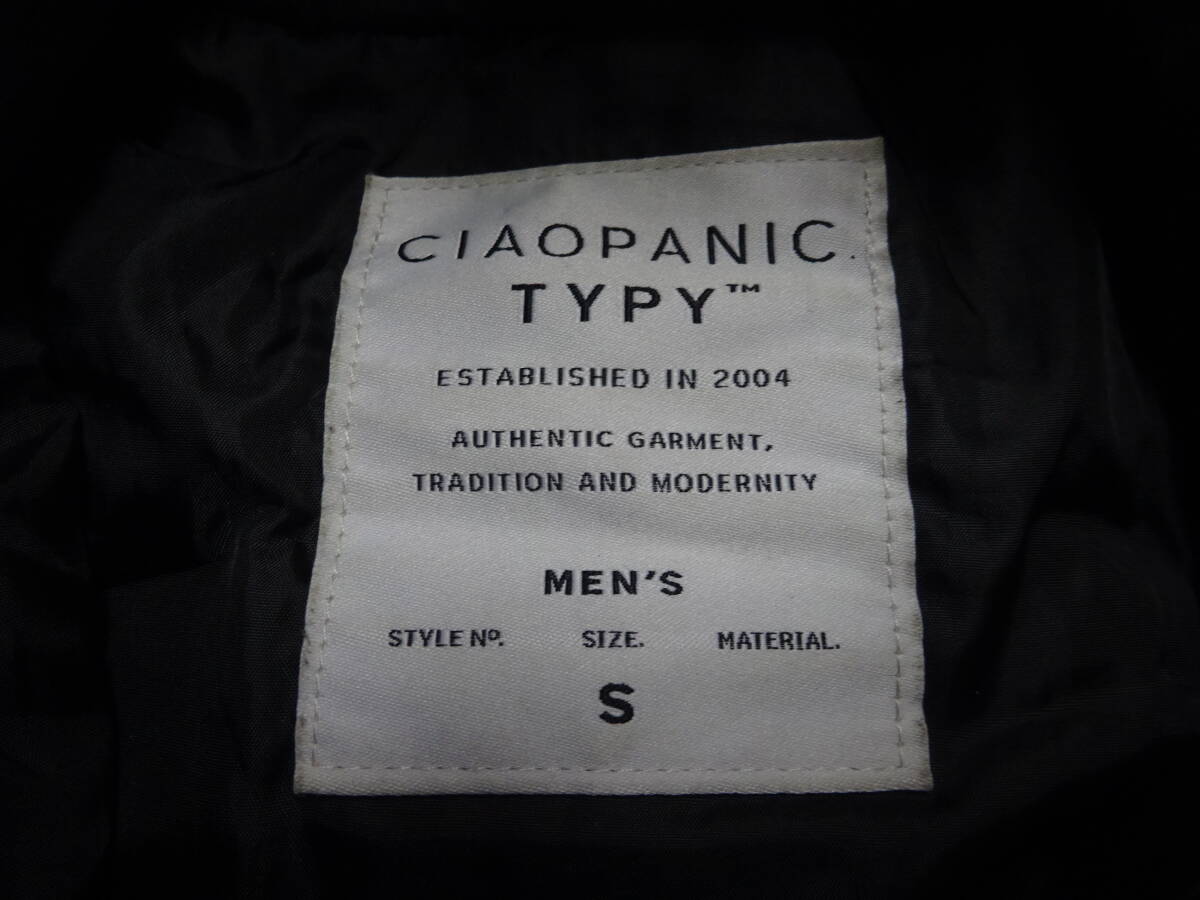 CIAOPANIC.
TYPY™
ESTABLISHED IN 2004
AUTHENTIC GARMENT,
TRADITION AND MODERNITY
MEN'S
STYLE Nº. SIZE. MATERIAL.
S